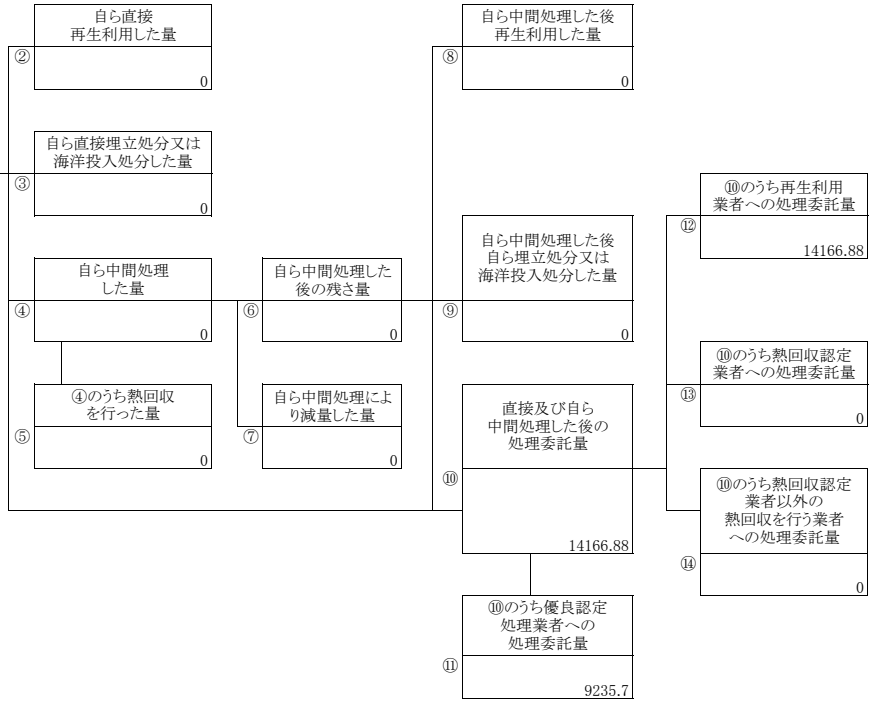 自ら直接
再生利用した量
②
0
自ら直接埋立処分又は
海洋投入処分した量
③
0
自ら中間処理
した量
④
0
④のうち熱回収
を行った量
⑤
0
自ら中間処理した
後の残さ量
⑥
0
自ら中間処理によ
り減量した量
⑦
0
自ら中間処理した後
再生利用した量
⑧
0
自ら中間処理した後
自ら埋立処分又は
海洋投入処分した量
⑨
0
直接及び自ら
中間処理した後の
処理委託量
⑩
14166.88
⑩のうち優良認定
処理業者への
処理委託量
⑪
9235.7
⑩のうち再生利用
業者への処理委託量
⑫
14166.88
⑩のうち熱回収認定
業者への処理委託量
⑬
0
⑩のうち熱回収認定
業者以外の
熱回収を行う業者
への処理委託量
⑭
0